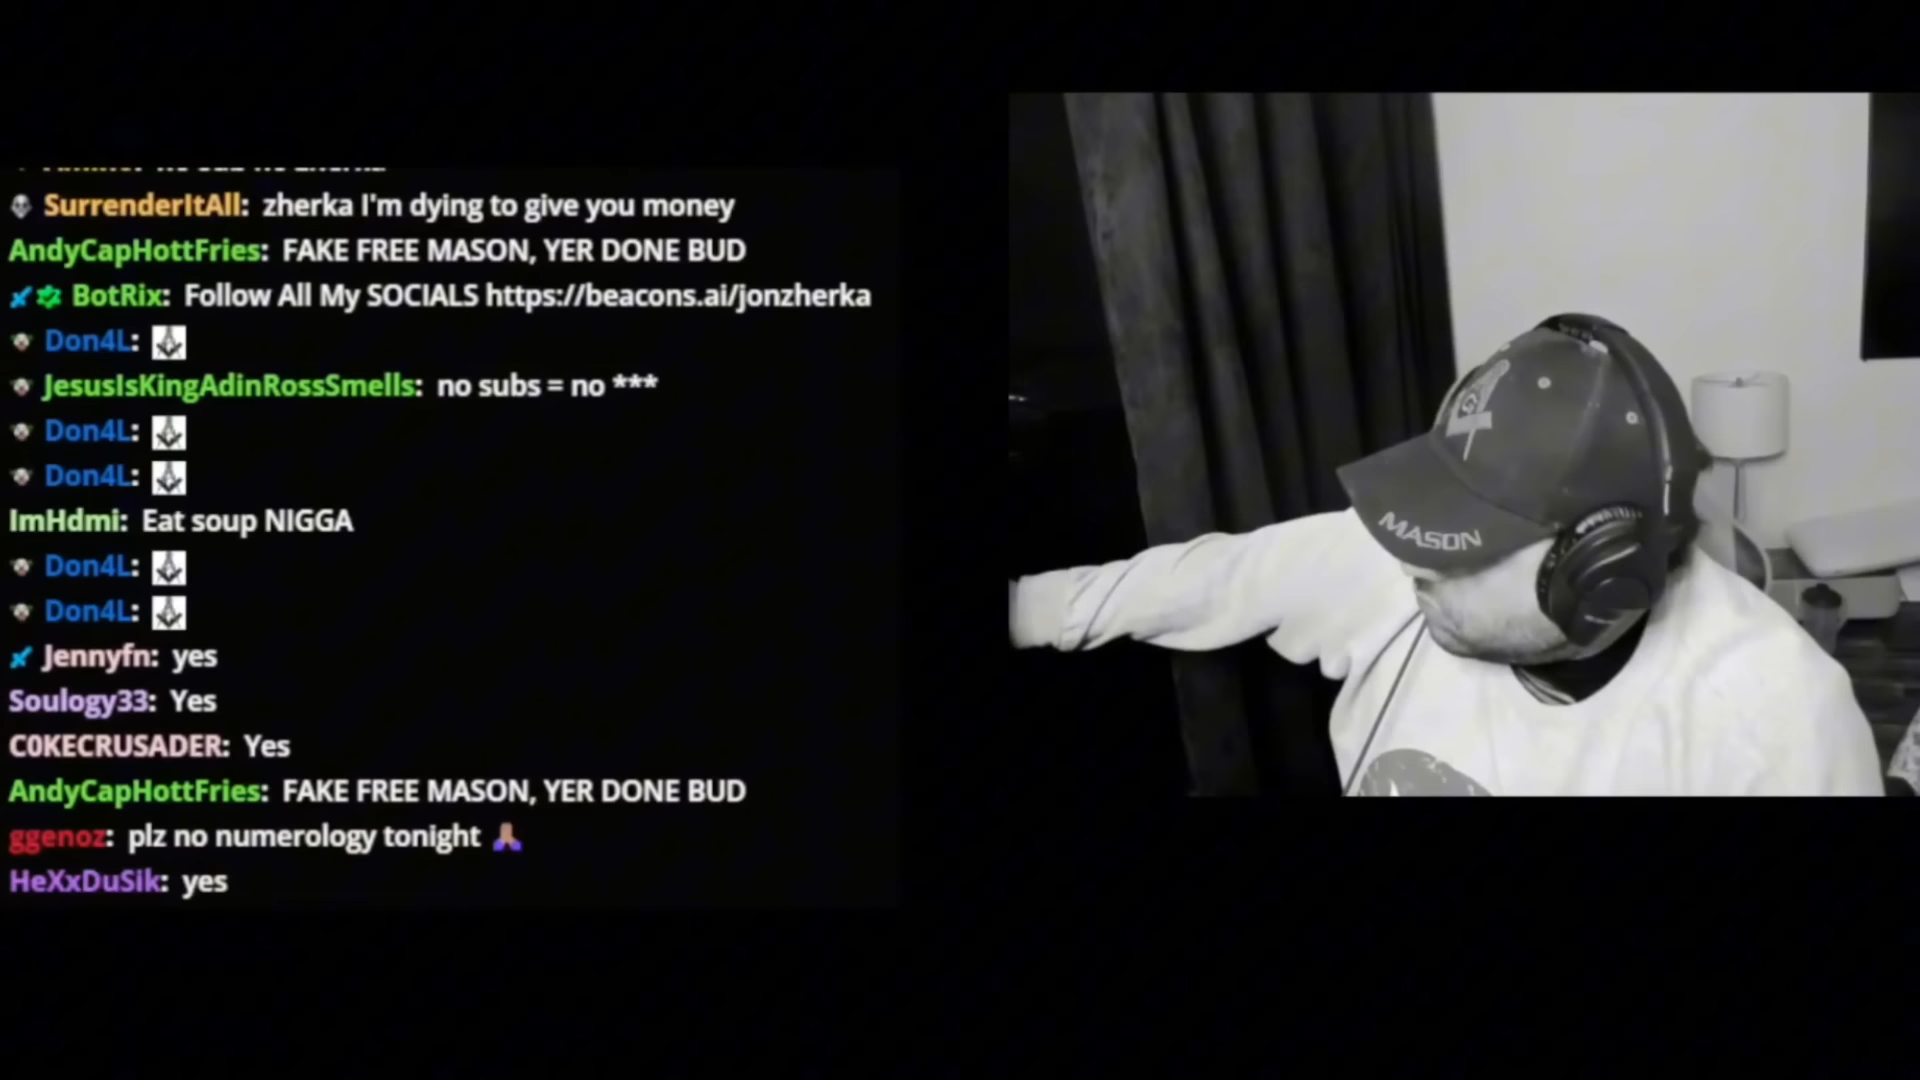 SurrenderItAll: zherka I'm dying to give you money
AndyCapHottFries: FAKE FREE MASON, YER DONE BUD
BotRix: Follow All My SOCIALS https://beacons.ai/jonzherka
Don4L:
JesusIsKingAdinRossSmells: no subs = no ***
Don4L:
Don4L:
ImHdmi: Eat soup NIGGA
Don4L:
Don4L:
Jennyfn: yes
Soulogy33: Yes
C0KECRUSADER: Yes
AndyCapHottFries: FAKE FREE MASON, YER DONE BUD
ggenoz: plz no numerology tonight 🙏🏽
HeXxDuSik: yes
G
MASON